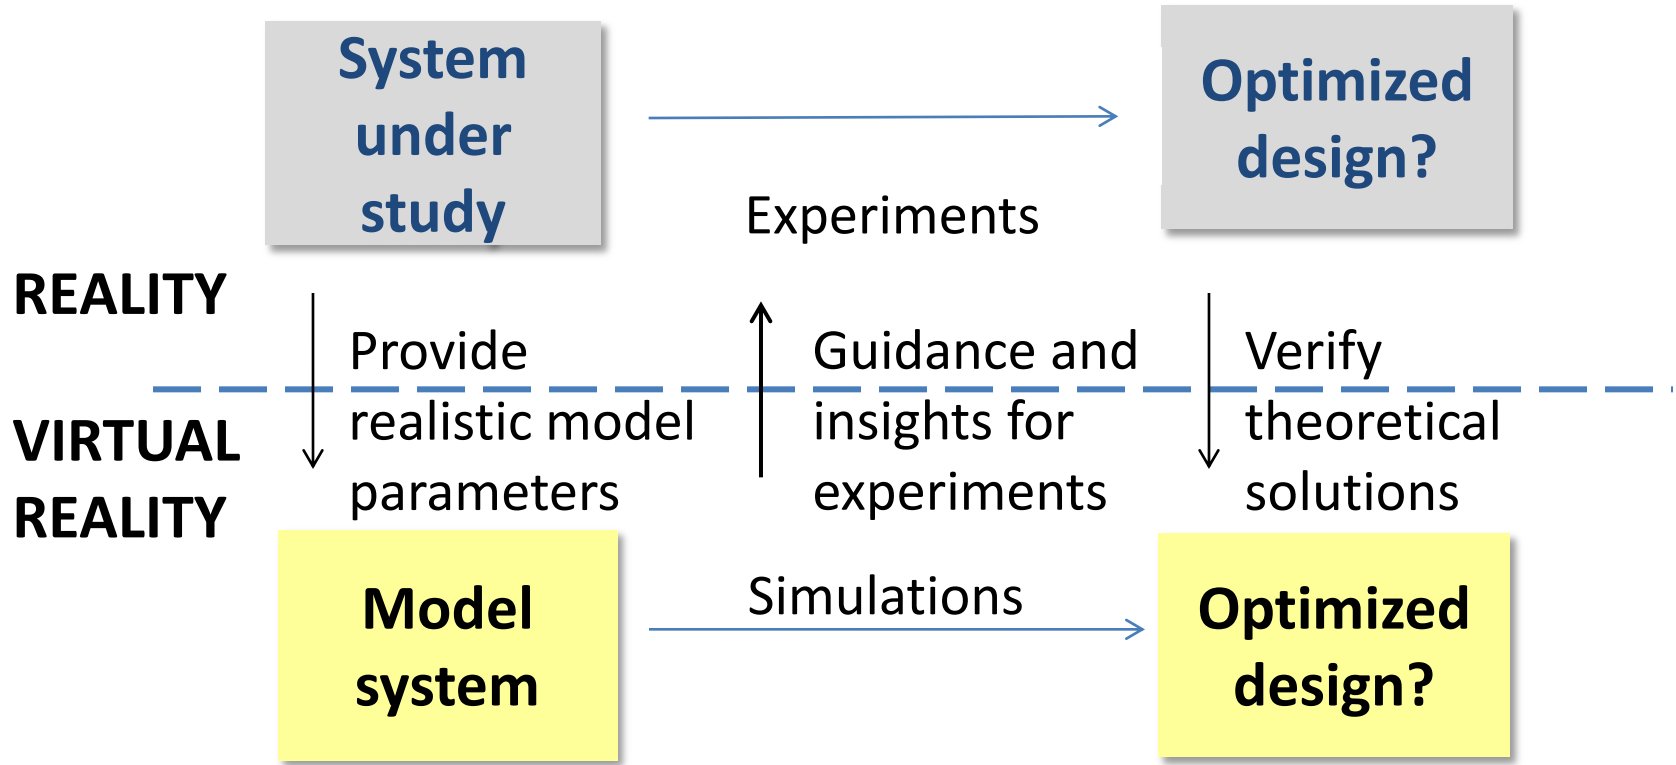 System
under
study
Optimized
design?
Experiments
REALITY
Provide
realistic model
parameters
Guidance and
insights for
experiments
Verify
theoretical
solutions
VIRTUAL
REALITY
Model
system
Simulations
Optimized
design?